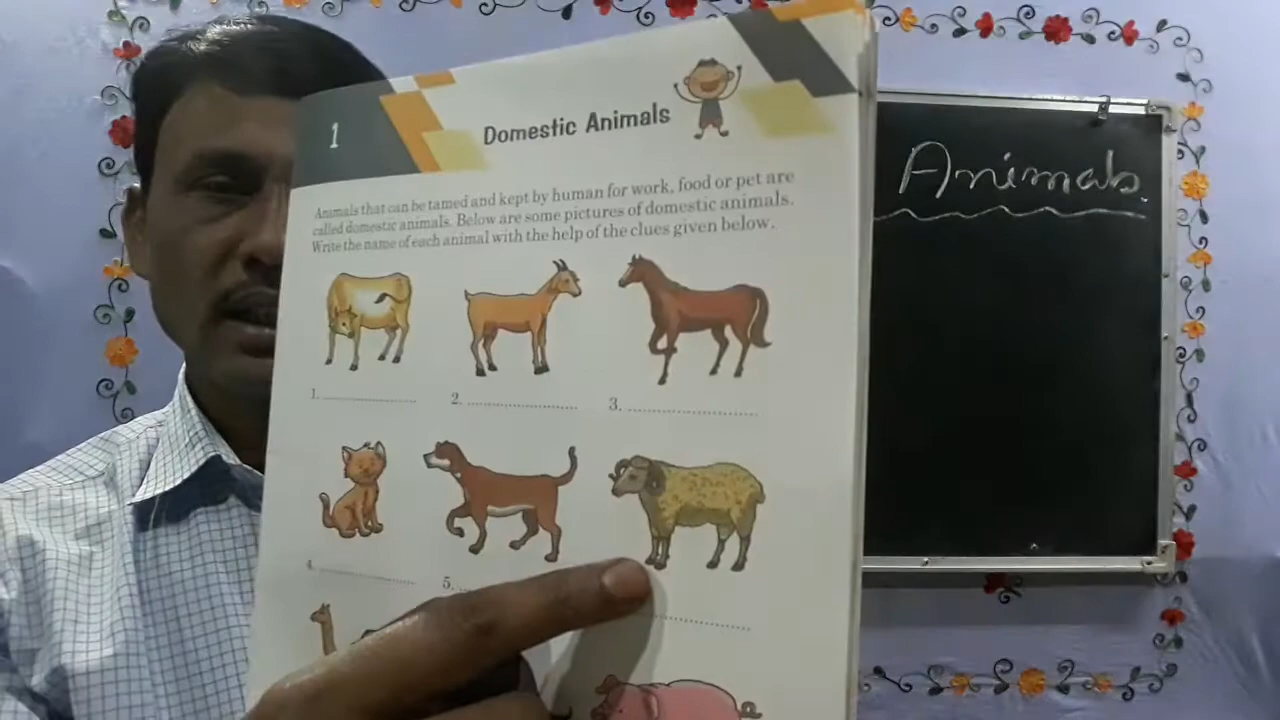 1
Domestic Animals
Animals that can be tamed and kept by human for work, food or pet are
called domestic animals. Below are some pictures of domestic animals.
Write the name of each animal with the help of the clues given below.
1. 2. 3.
4. 5.
Animals